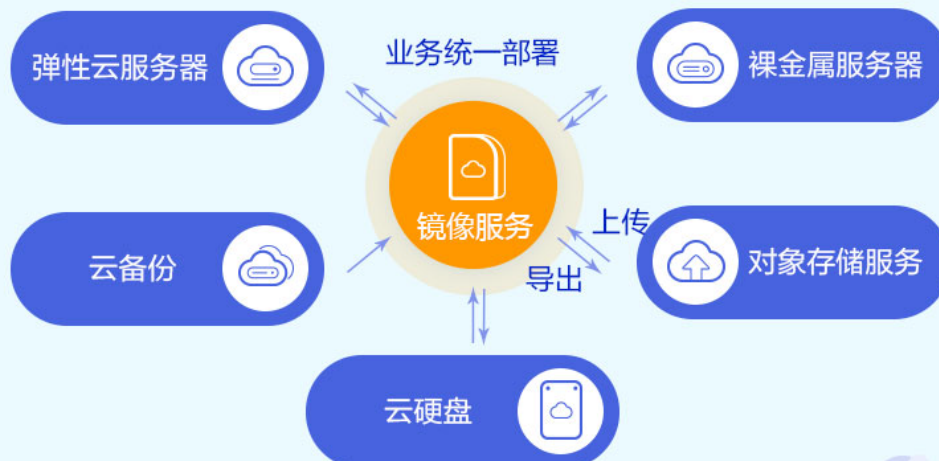 弹性云服务器
业务统一部署
裸金属服务器
镜像服务
上传
云备份
对象存储服务
导出
云硬盘